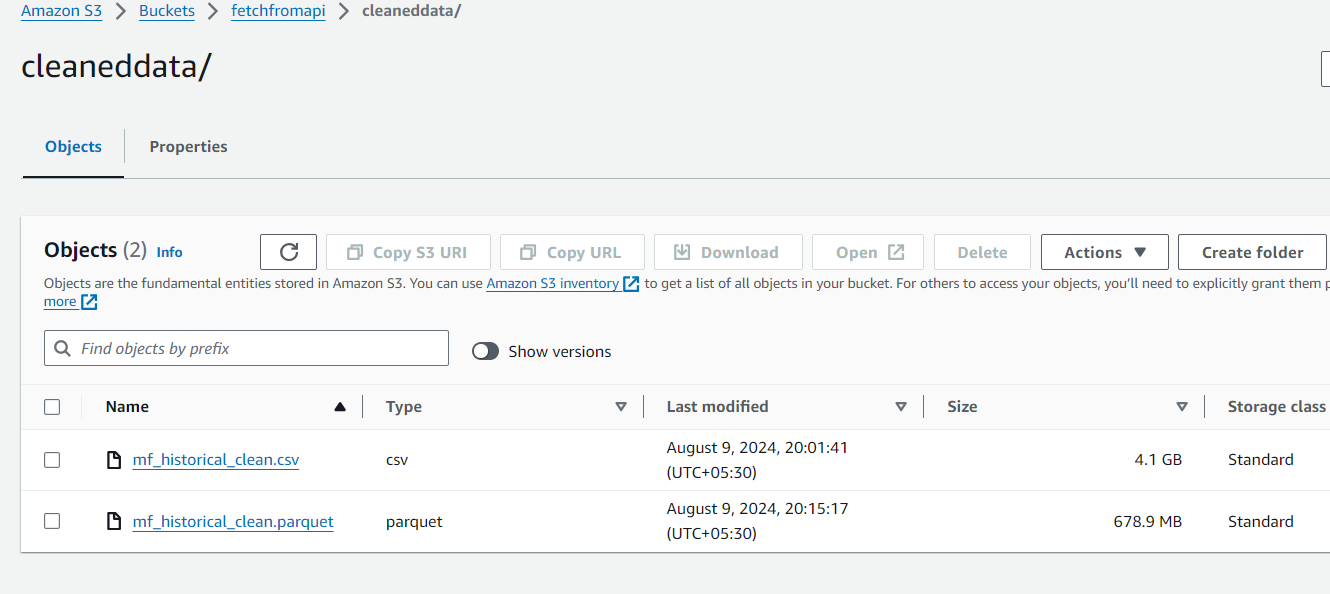 Amazon S3 > Buckets > fetchfromapi > cleaneddata/
cleaneddata/
Objects Properties
Objects (2) Info Copy S3 URI Copy URL Download Open Delete Actions Create folder
Objects are the fundamental entities stored in Amazon S3. You can use Amazon S3 inventory to get a list of all objects in your bucket. For others to access your objects, you'll need to explicitly grant them
more
Find objects by prefix Show versions
Name Type Last modified Size Storage class
mf_historical_clean.csv csv August 9, 2024, 20:01:41 (UTC+05:30) 4.1 GB Standard
mf_historical_clean.parquet parquet August 9, 2024, 20:15:17 (UTC+05:30) 678.9 MB Standard